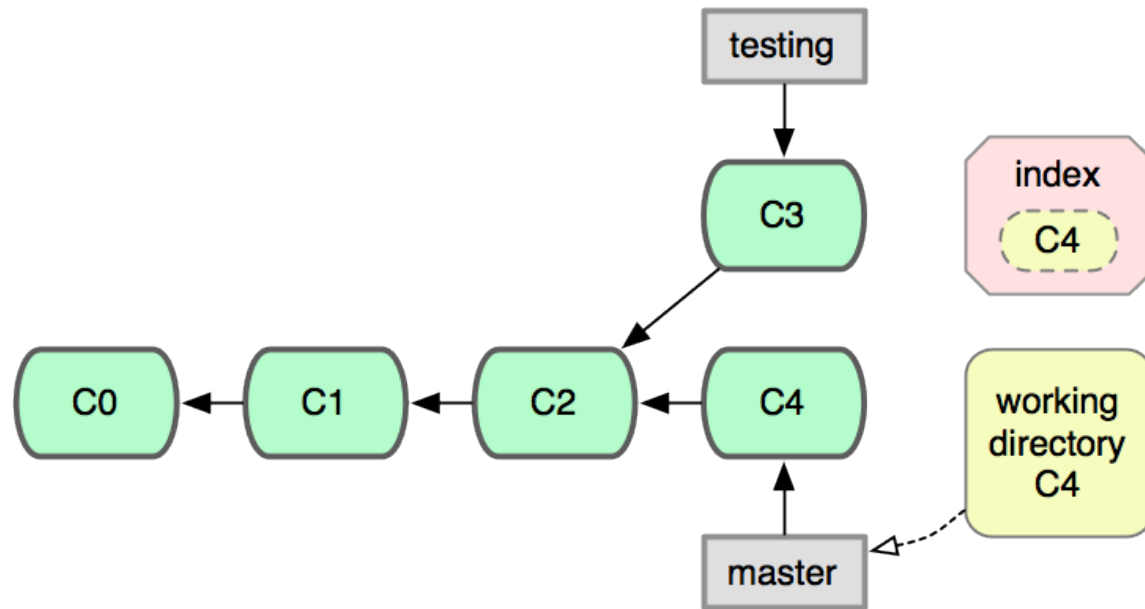 testing
C3
index
C4
C0
C1
C2
C4
working
directory
C4
master